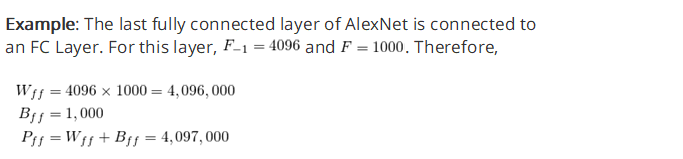 Example: The last fully connected layer of AlexNet is connected to
an FC Layer. For this layer, F₋₁ = 4096 and F = 1000. Therefore,
W_{ff} = 4096 × 1000 = 4,096,000
B_{ff} = 1,000
P_{ff} = W_{ff} + B_{ff} = 4,097,000